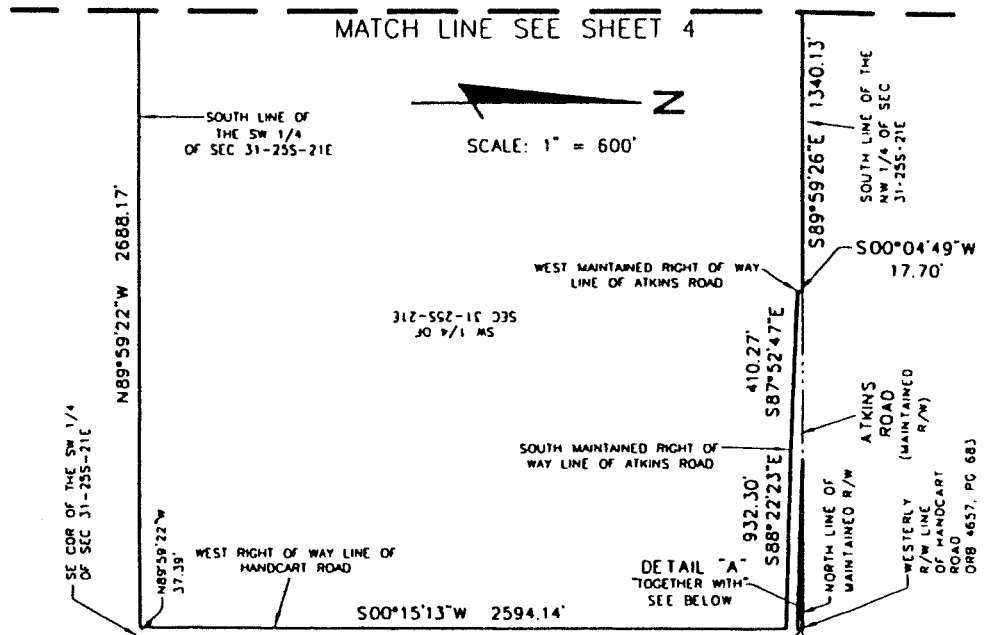 MATCH LINE SEE SHEET 4
N
SCALE: 1" = 600'
SOUTH LINE OF
THE SW 1/4
OF SEC 31-25S-21E
N89°59'22"W 2688.17'
S89°59'26"E 1340.13'
SOUTH LINE OF THE
NW 1/4 OF SEC
31-25S-21E
S00°04'49"W
17.70'
WEST MAINTAINED RIGHT OF WAY
LINE OF ATKINS ROAD
SW 1/4 OF
SEC 31-25S-21E
410.27'
S87°52'47"E
ATKINS
ROAD
(MAINTAINED
R/W)
SOUTH MAINTAINED RIGHT OF
WAY LINE OF ATKINS ROAD
932.30'
S88°22'23"E
SE COR OF THE SW 1/4
OF SEC 31-25S-21E
N89°59'22"W
37.39'
WEST RIGHT OF WAY LINE OF
HANDCART ROAD
DETAIL "A"
"TOGETHER WITH"
SEE BELOW
NORTH LINE OF
MAINTAINED R/W
WESTERLY
R/W LINE
OF HANDCART
ROAD
ORB 4657, PG 683
S00°15'13"W 2594.14'